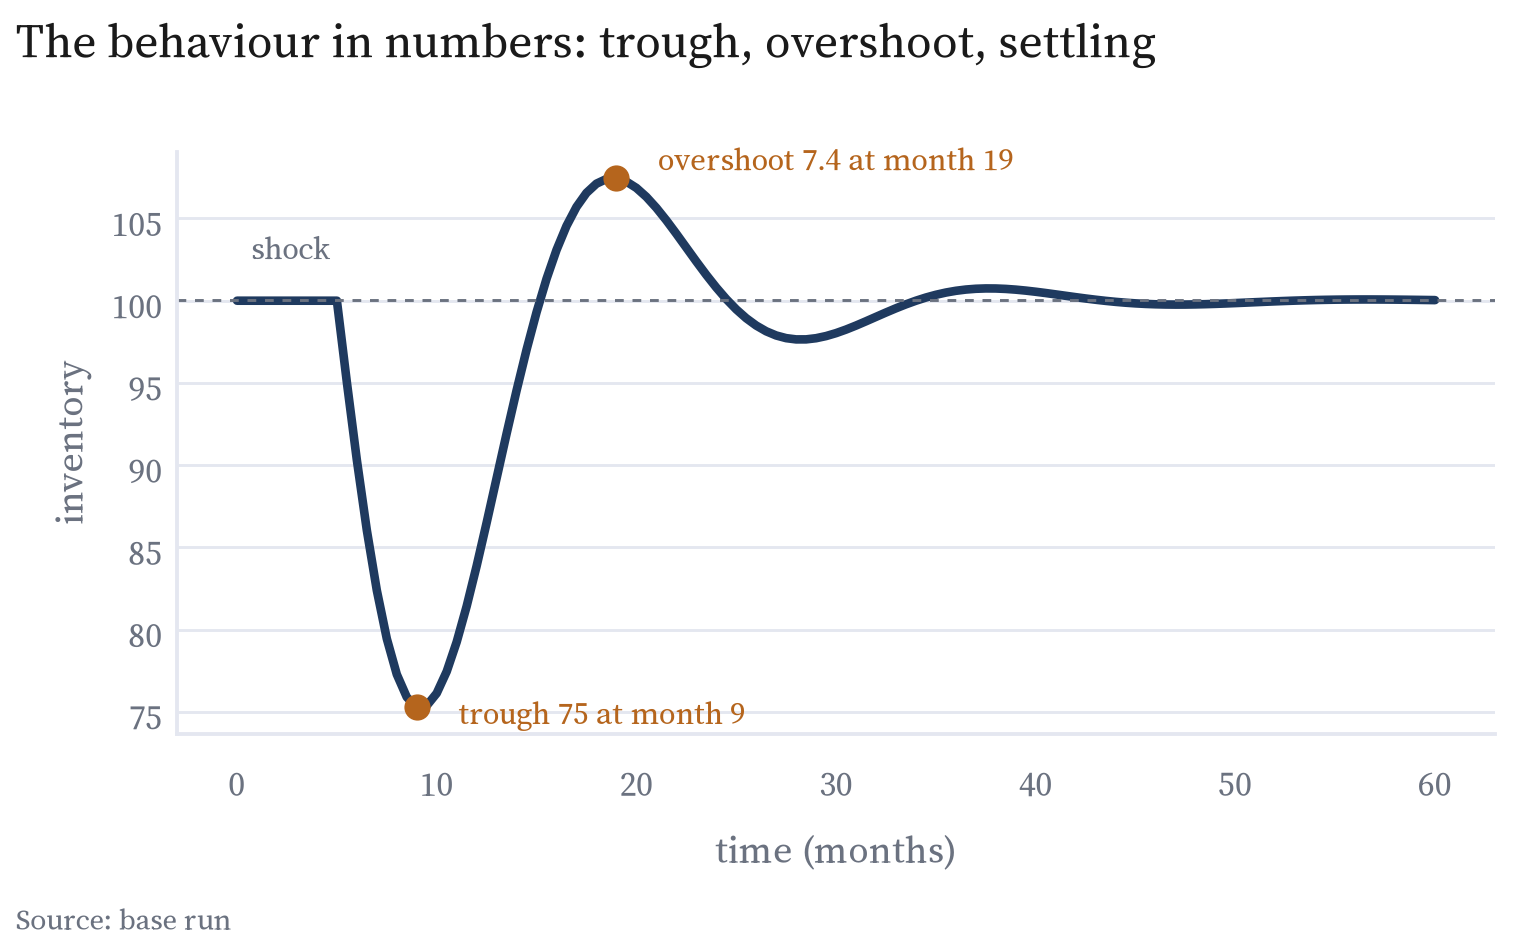 The behaviour in numbers: trough, overshoot, settling
overshoot 7.4 at month 19
shock
105
100
95
90
85
80
75
inventory
trough 75 at month 9
0 10 20 30 40 50 60
time (months)
Source: base run